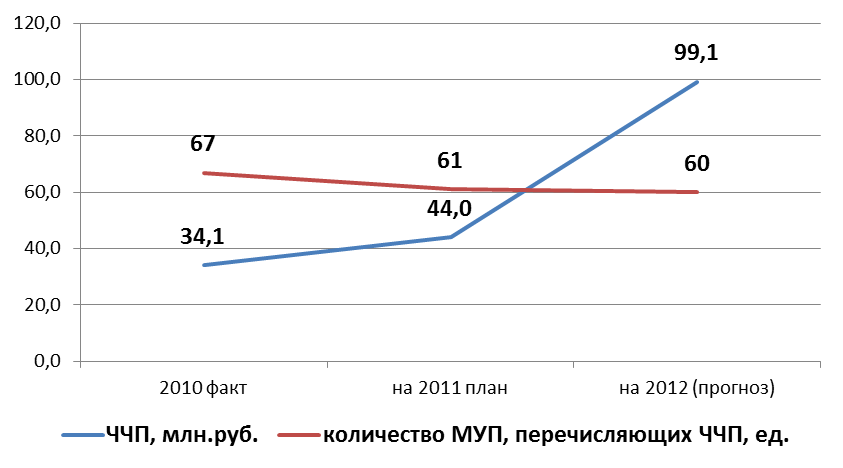 120,0
100,0
80,0
60,0
40,0
20,0
0,0
99,1
67
61
60
44,0
34,1
2010 факт
на 2011 план
на 2012 (прогноз)
ЧЧП, млн.руб.
количество МУП, перечисляющих ЧЧП, ед.